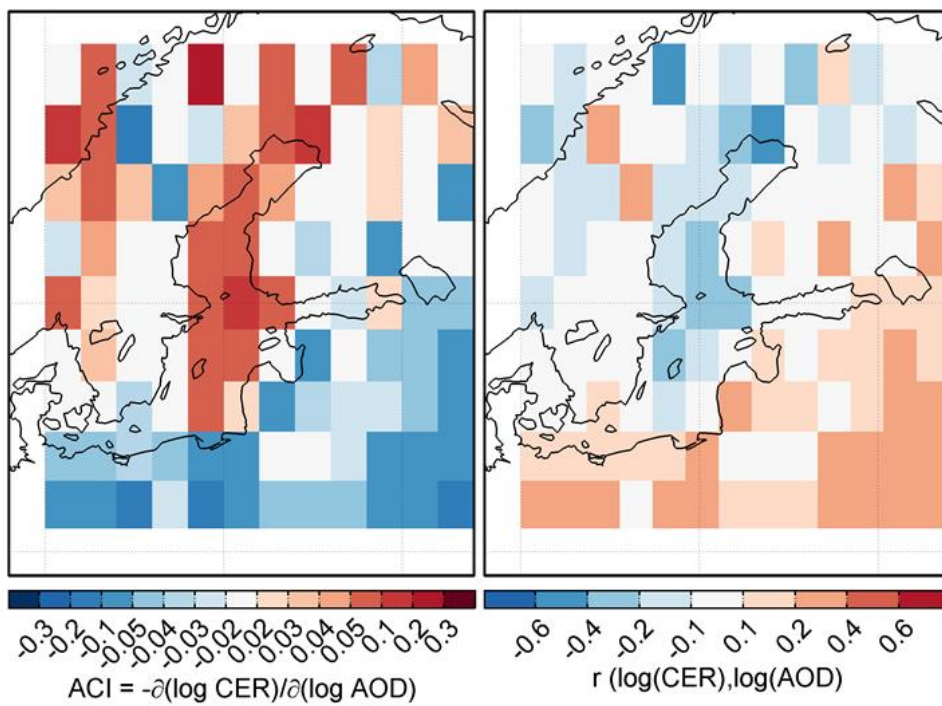 -0.3 -0.2 -0.1 -0.05 -0.04 -0.03 -0.02 0.02 0.03 0.04 0.05 0.1 0.2 0.3
ACI = -∂(log CER)/∂(log AOD)
-0.6 -0.4 -0.2 -0.1 0.1 0.2 0.4 0.6
r (log(CER),log(AOD)